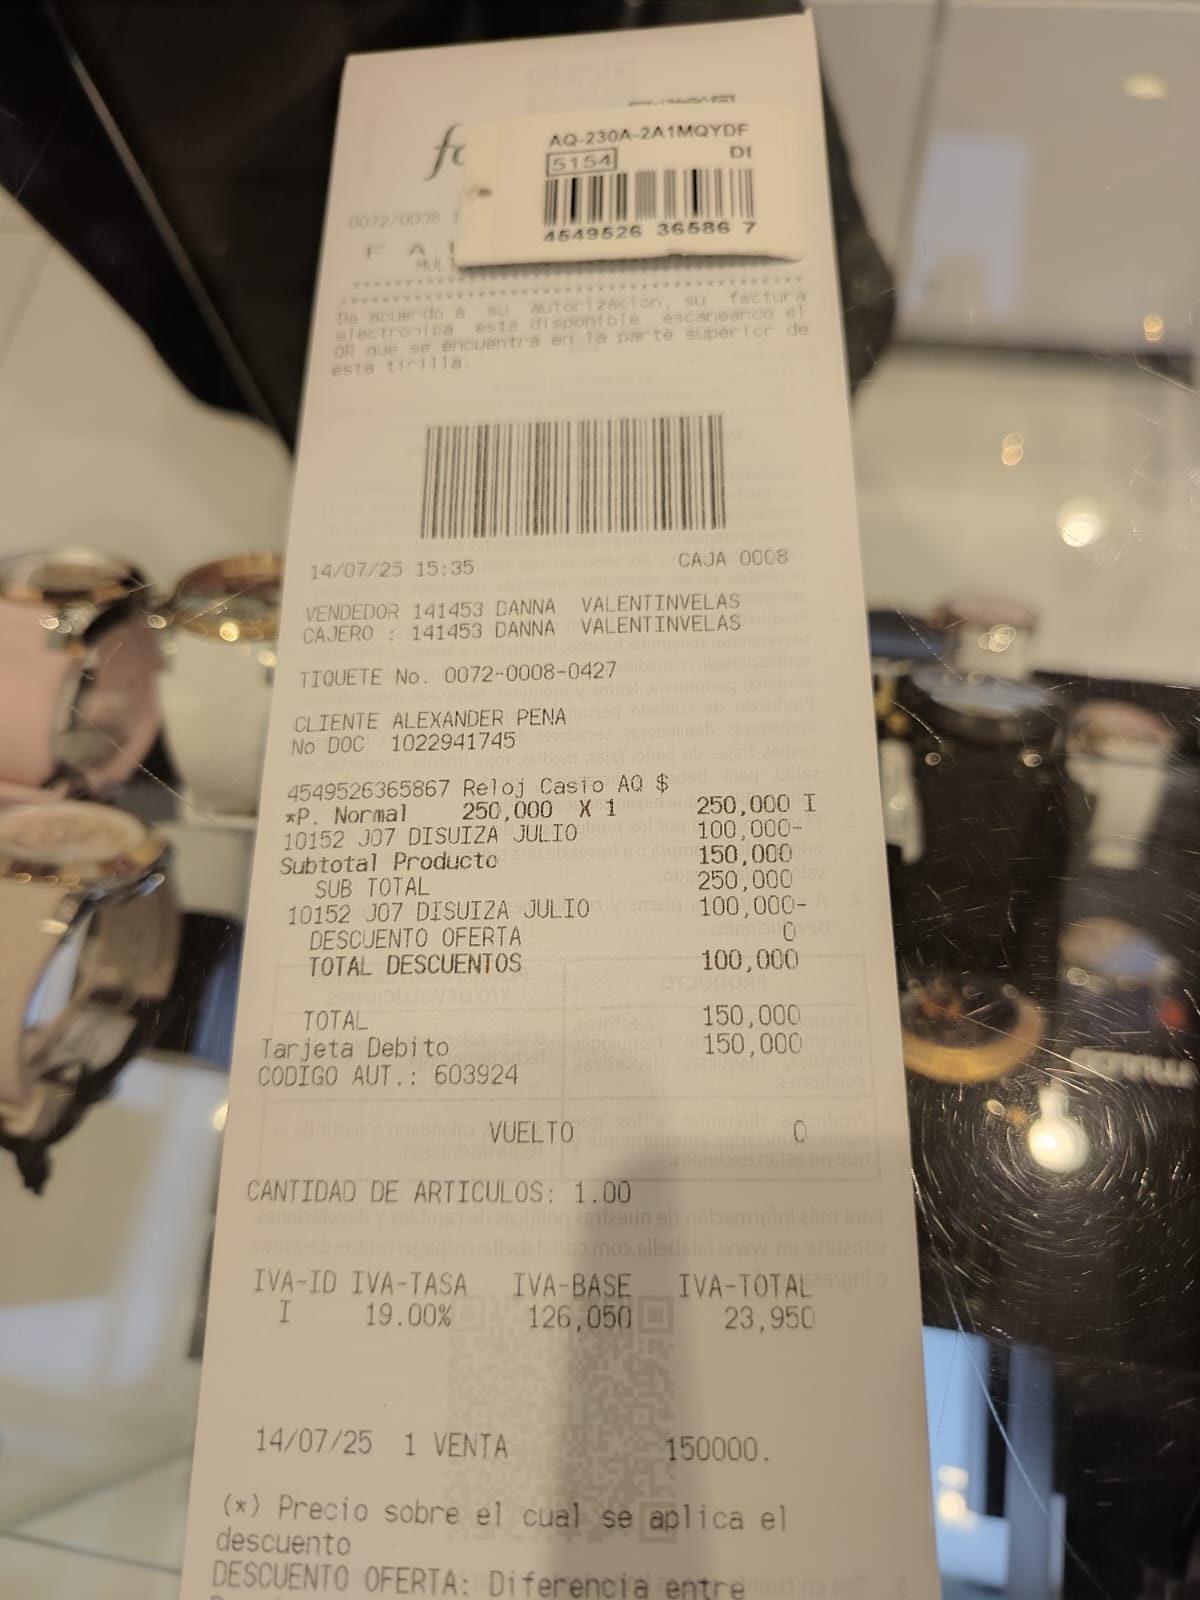 AQ-230A-2A1MQYDF
5154 DI
4549526 36586 7
fa
0072/0008
F A
MULT
De acuerdo a su autorizacion, su factura
electronica esta disponible escaneando el
QR que se encuentra en la parte superior de
esta tirilla.
14/07/25 15:35 CAJA 0008
VENDEDOR 141453 DANNA VALENTINVELAS
CAJERO : 141453 DANNA VALENTINVELAS
TIQUETE No. 0072-0008-0427
CLIENTE ALEXANDER PENA
No DOC 1022941745
4549526365867 Reloj Casio AQ $
*P. Normal 250,000 X 1 250,000 I
10152 J07 DISUIZA JULIO 100,000-
Subtotal Producto 150,000
SUB TOTAL 250,000
10152 J07 DISUIZA JULIO 100,000-
DESCUENTO OFERTA 0
TOTAL DESCUENTOS 100,000
TOTAL 150,000
Tarjeta Debito 150,000
CODIGO AUT.: 603924
VUELTO 0
CANTIDAD DE ARTICULOS: 1.00
IVA-ID IVA-TASA IVA-BASE IVA-TOTAL
I 19.00% 126,050 23,950
14/07/25 1 VENTA 150000.
(*) Precio sobre el cual se aplica el
descuento
DESCUENTO OFERTA: Diferencia entre